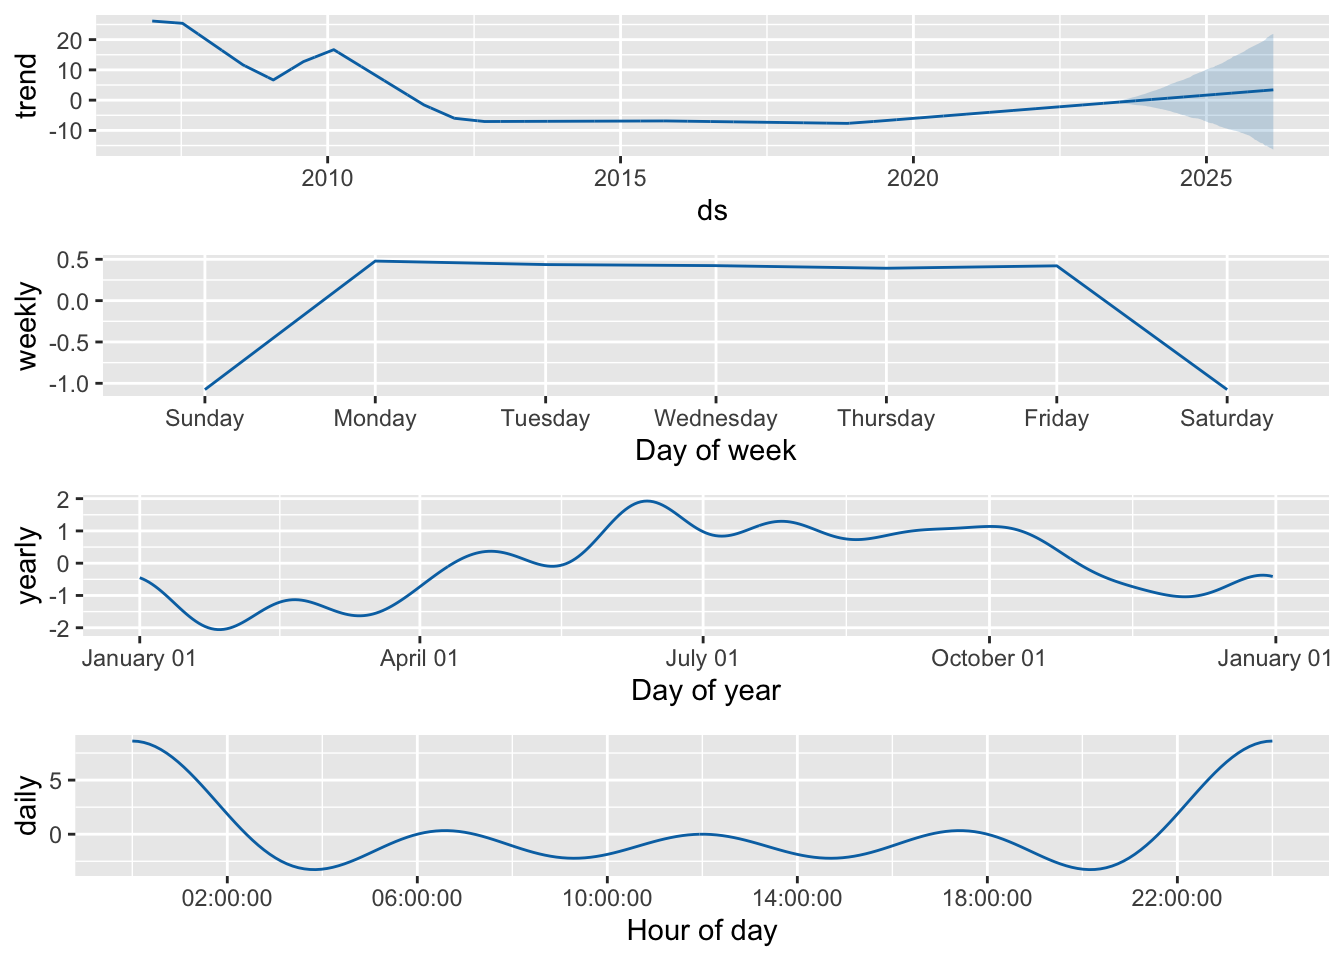 trend
20
10
0
-10
2010 2015 2020 2025
ds
weekly
0.5
0.0
-0.5
-1.0
Sunday Monday Tuesday Wednesday Thursday Friday Saturday
Day of week
yearly
2
1
0
-1
-2
January 01 April 01 July 01 October 01 January 01
Day of year
daily
5
0
02:00:00 06:00:00 10:00:00 14:00:00 18:00:00 22:00:00
Hour of day